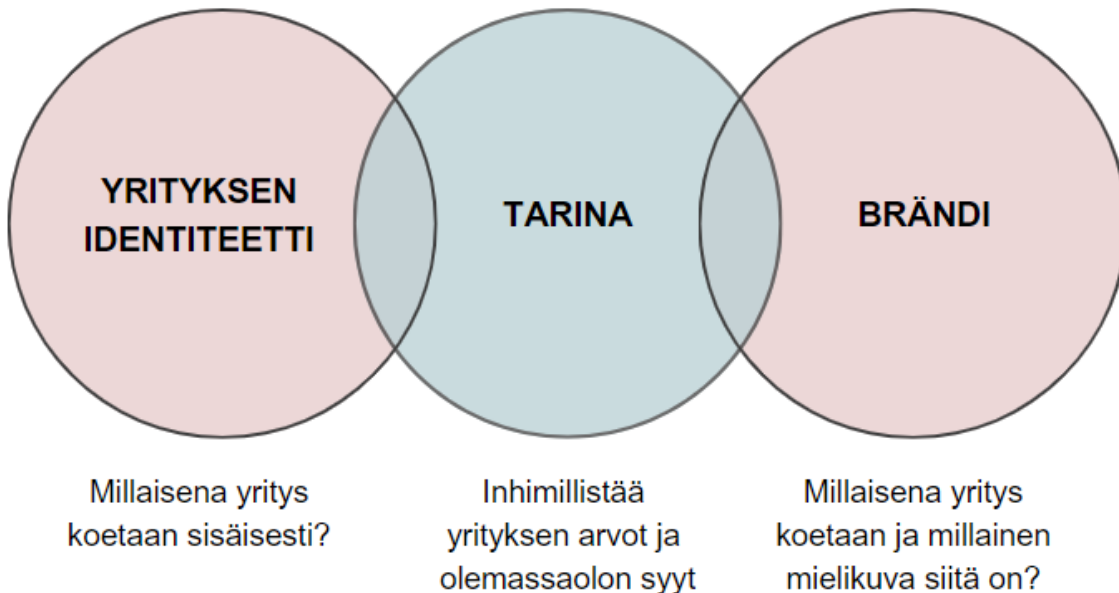 YRITYKSEN
IDENTITEETTI
TARINA
BRÄNDI
Millaisena yritys
koetaan sisäisesti?
Inhimillistää
yrityksen arvot ja
olemassaolon syyt
Millaisena yritys
koetaan ja millainen
mielikuva siitä on?